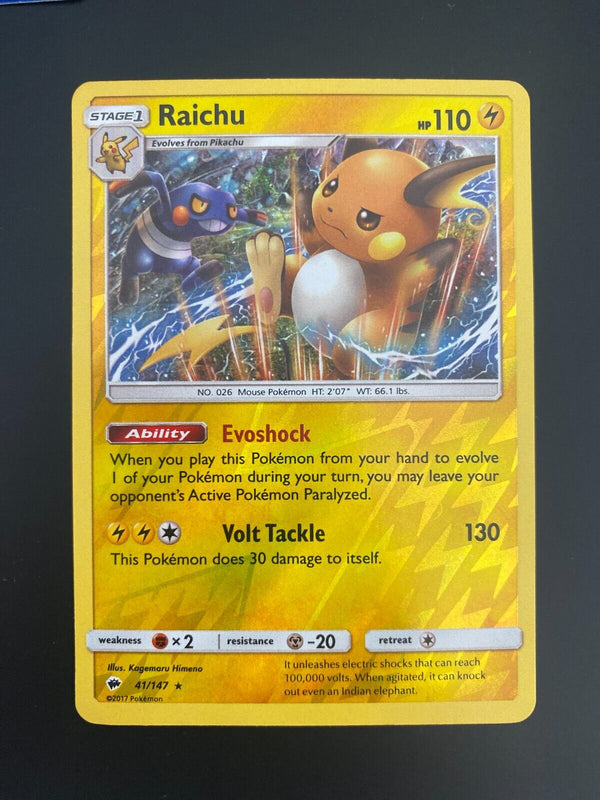 STAGE1 Raichu HP 110
Evolves from Pikachu
NO. 026 Mouse Pokémon HT: 2'07" WT: 66.1 lbs.
Ability Evoshock
When you play this Pokémon from your hand to evolve
1 of your Pokémon during your turn, you may leave your
opponent's Active Pokémon Paralyzed.
Volt Tackle 130
This Pokémon does 30 damage to itself.
weakness ×2 resistance -20 retreat
Illus. Kagemaru Himeno
41/147 ★
©2017 Pokémon
It unleashes electric shocks that can reach
100,000 volts. When agitated, it can knock
out even an Indian elephant.